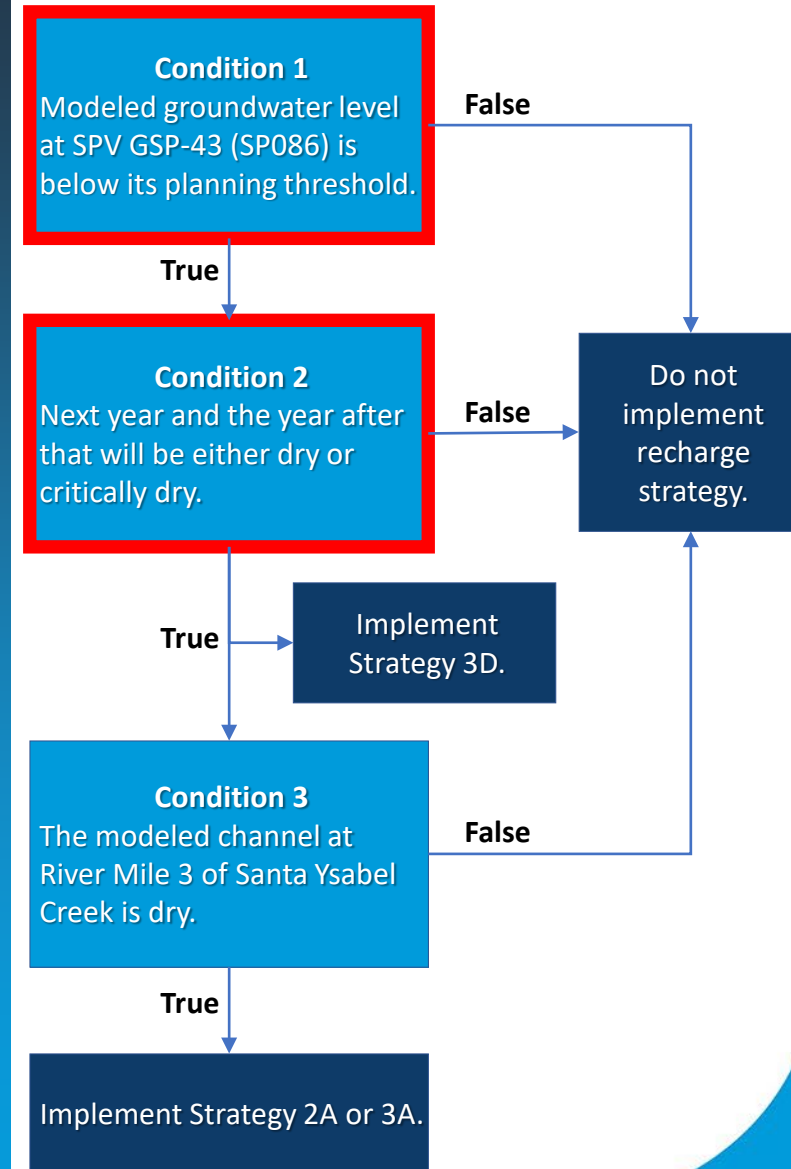 Condition 1
Modeled groundwater level
at SPV GSP-43 (SP086) is
below its planning threshold.
False
True
Condition 2
Next year and the year after
that will be either dry or
critically dry.
False
Do not
implement
recharge
strategy.
True
Implement
Strategy 3D.
Condition 3
The modeled channel at
River Mile 3 of Santa Ysabel
Creek is dry.
False
True
Implement Strategy 2A or 3A.